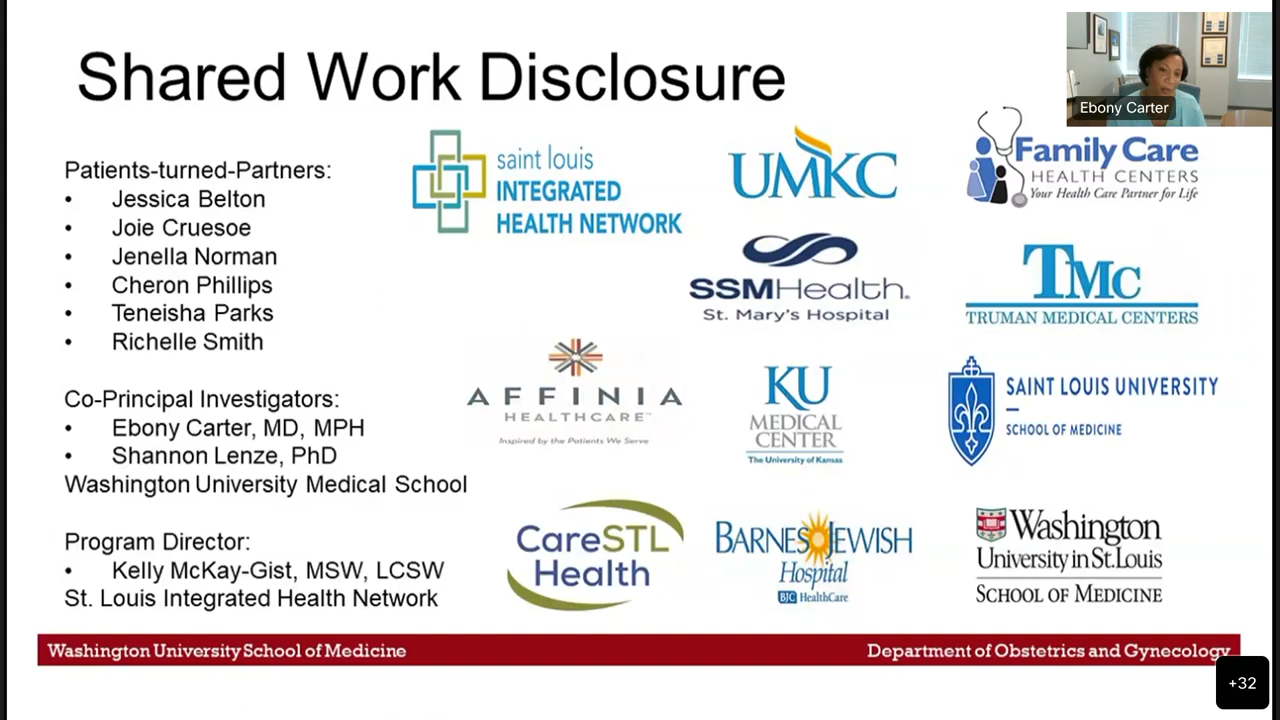 Shared Work Disclosure
Ebony Carter
Patients-turned-Partners:
• Jessica Belton
• Joie Cruesoe
• Jenella Norman
• Cheron Phillips
• Teneisha Parks
• Richelle Smith
Co-Principal Investigators:
• Ebony Carter, MD, MPH
• Shannon Lenze, PhD
Washington University Medical School
Program Director:
• Kelly McKay-Gist, MSW, LCSW
St. Louis Integrated Health Network
saint louis
INTEGRATED
HEALTH NETWORK
UMKC
Family Care
HEALTH CENTERS
Your Health Care Partner for Life
SSMHealth.
St. Mary's Hospital
TMC
TRUMAN MEDICAL CENTERS
AFFINIA
HEALTHCARE™
Inspired by the Patients We Serve
KU
MEDICAL
CENTER
The University of Kansas
SAINT LOUIS UNIVERSITY
SCHOOL OF MEDICINE
CareSTL
Health
BARNES JEWISH
Hospital
BJC HealthCare
Washington
University in St. Louis
SCHOOL OF MEDICINE
Washington University School of Medicine
Department of Obstetrics and Gynecology
+32